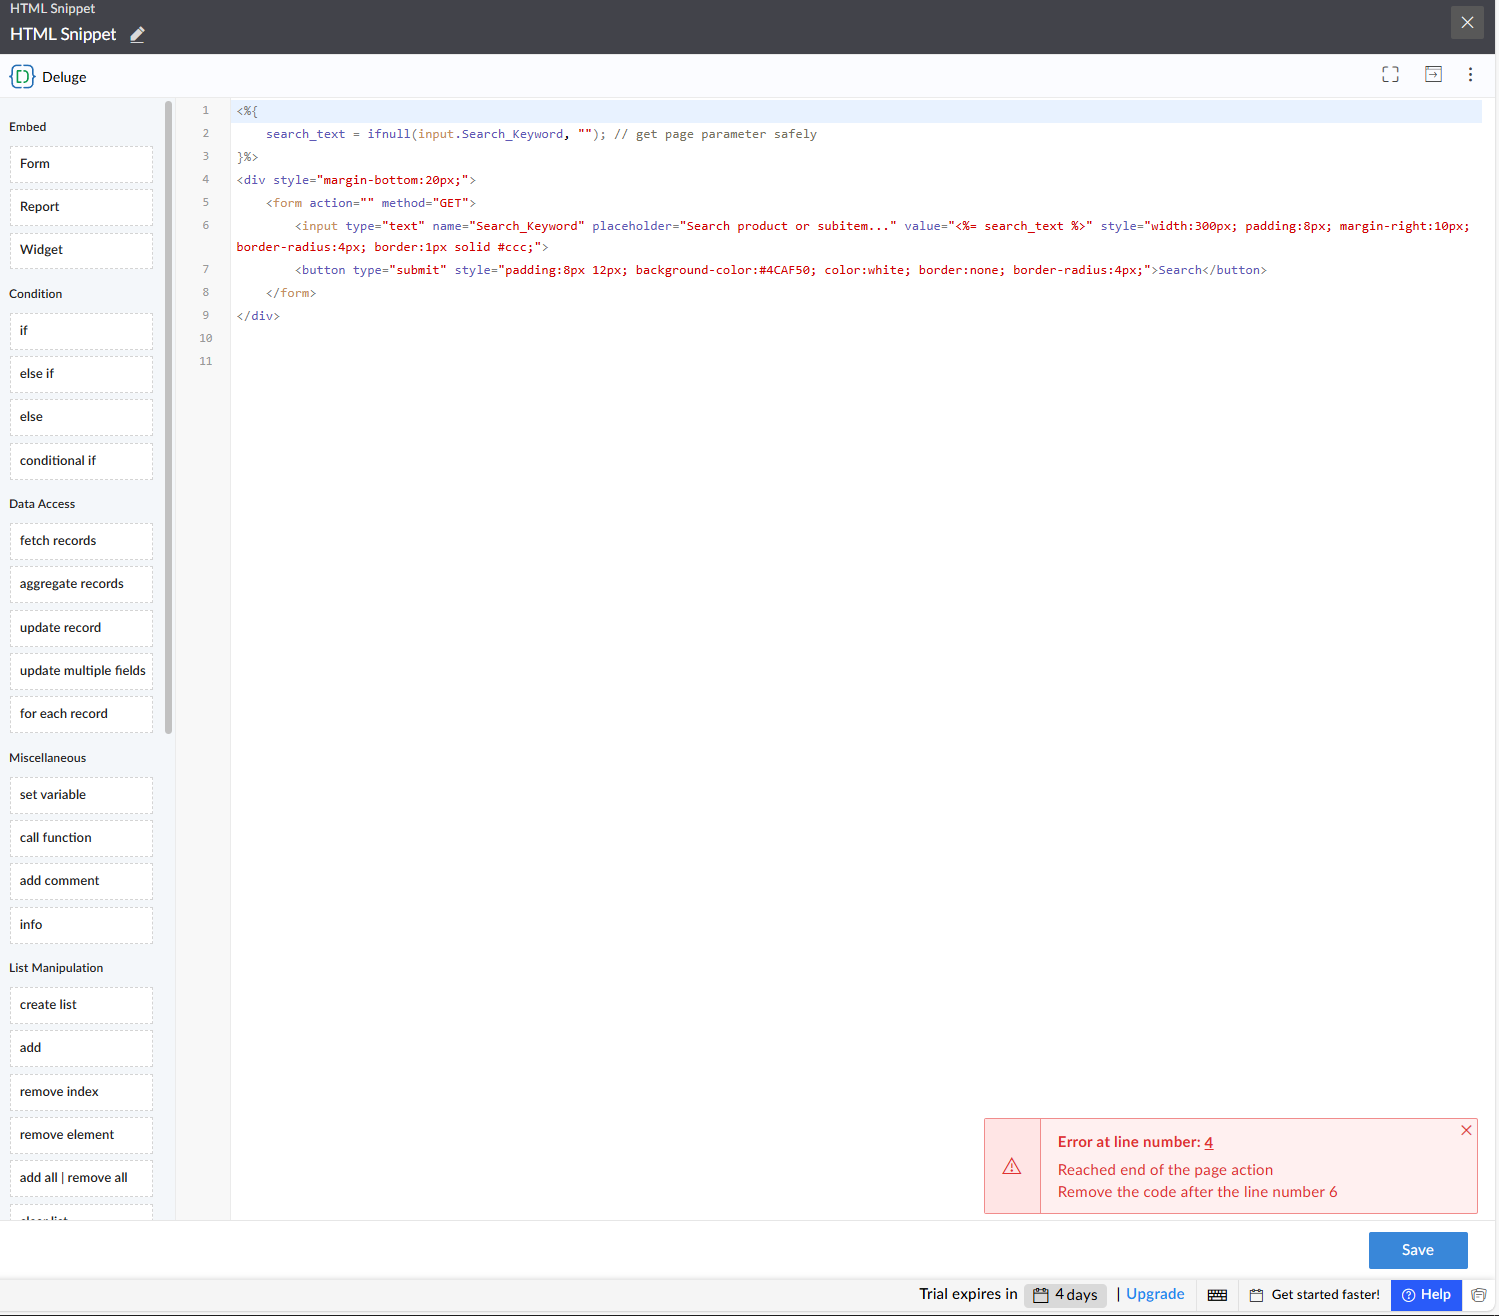 HTML Snippet
HTML Snippet
Deluge
Embed
Form
Report
Widget
Condition
if
else if
else
conditional if
Data Access
fetch records
aggregate records
update record
update multiple fields
for each record
Miscellaneous
set variable
call function
add comment
info
List Manipulation
create list
add
remove index
remove element
add all | remove all
1 <%{
2 search_text = ifnull(input.Search_Keyword, ""); // get page parameter safely
3 }%>
4 <div style="margin-bottom:20px;">
5 <form action="" method="GET">
6 <input type="text" name="Search_Keyword" placeholder="Search product or subitem..." value="<%= search_text %>" style="width:300px; padding:8px; margin-right:10px;
border-radius:4px; border:1px solid #ccc;">
7 <button type="submit" style="padding:8px 12px; background-color:#4CAF50; color:white; border:none; border-radius:4px;">Search</button>
8 </form>
9 </div>
10
11
Error at line number: 4
Reached end of the page action
Remove the code after the line number 6
Save
Trial expires in 4 days | Upgrade Get started faster! Help